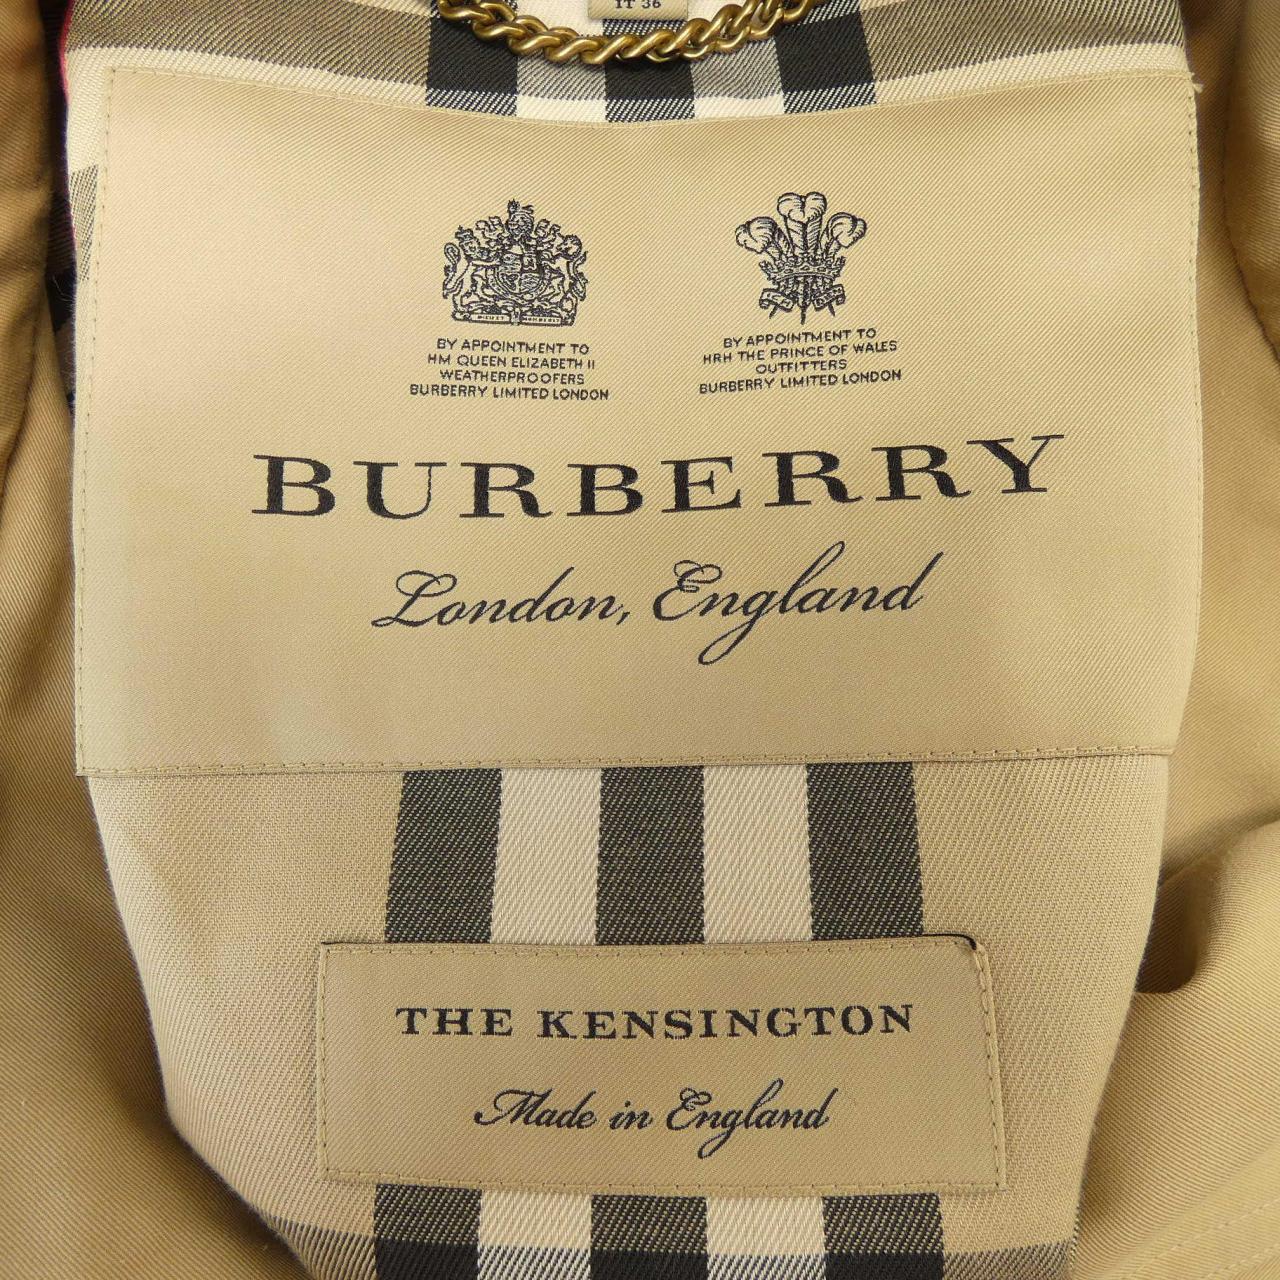 IT 36
BY APPOINTMENT TO
HM QUEEN ELIZABETH II
WEATHERPROOFERS
BURBERRY LIMITED LONDON
BY APPOINTMENT TO
HRH THE PRINCE OF WALES
OUTFITTERS
BURBERRY LIMITED LONDON
BURBERRY
London, England
THE KENSINGTON
Made in England